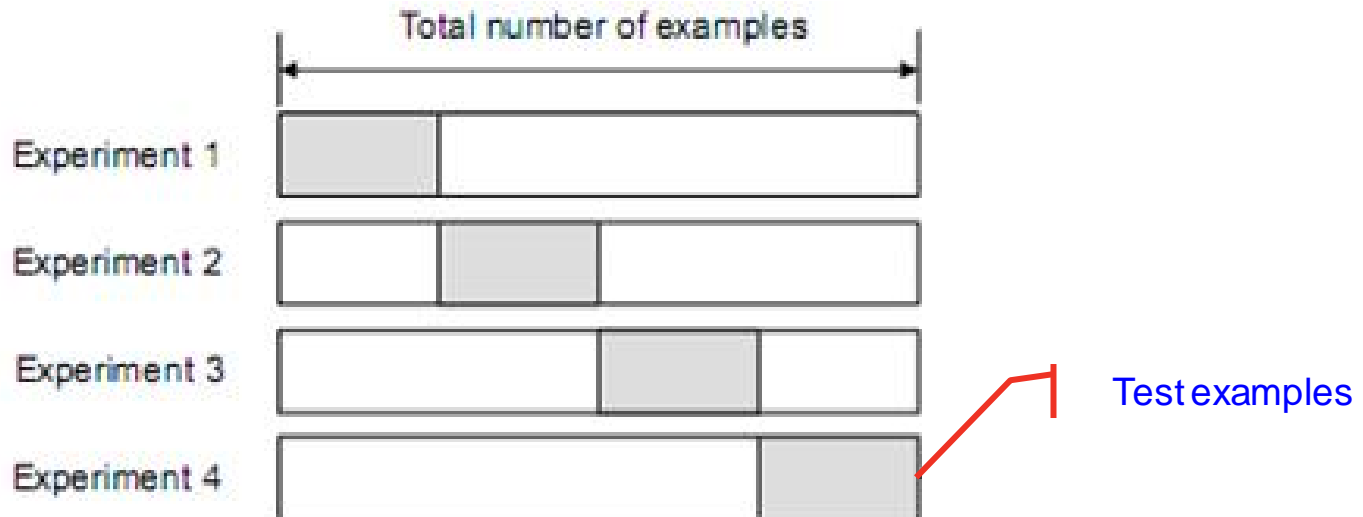 Total number of examples
Experiment 1
Experiment 2
Experiment 3
Test examples
Experiment 4